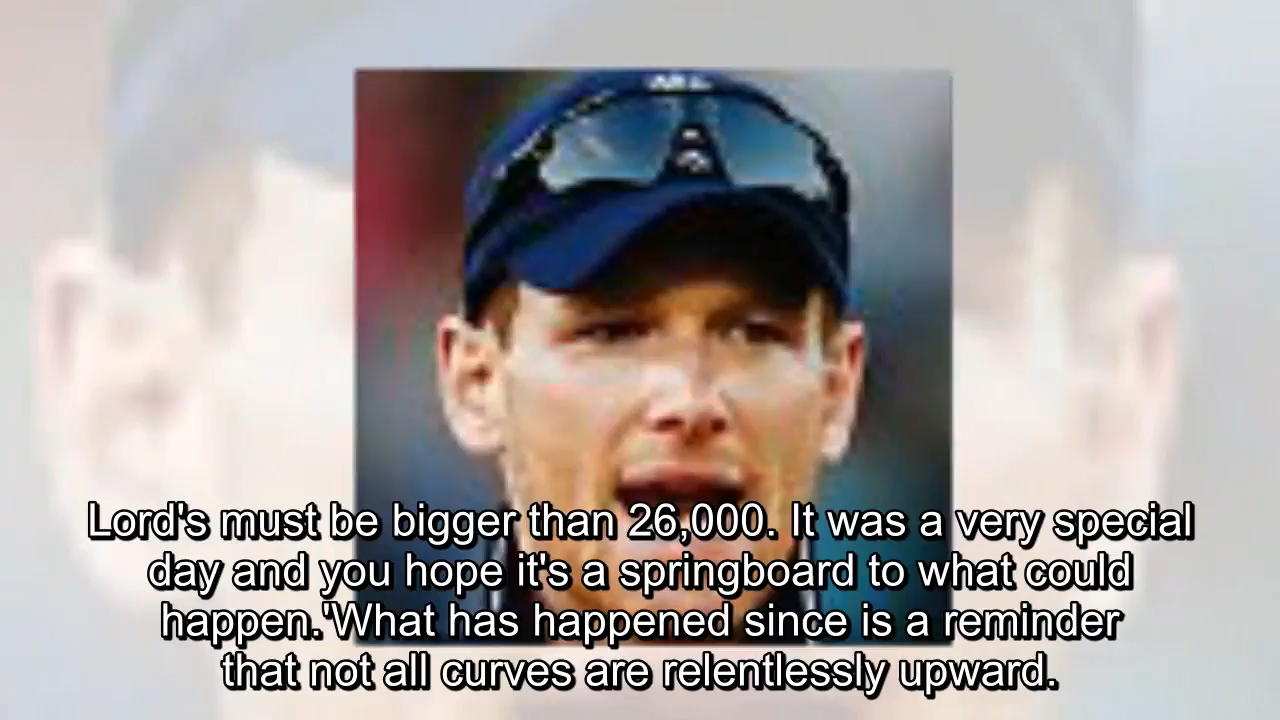 Lord's must be bigger than 26,000. It was a very special
day and you hope it's a springboard to what could
happen.'What has happened since is a reminder
that not all curves are relentlessly upward.